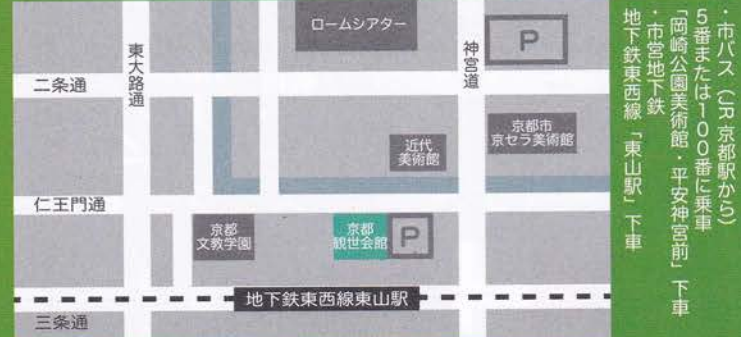 ・市バス（JR 京都駅から）
5番または100番に乗車
「岡崎公園美術館・平安神宮前」下車
・市営地下鉄
地下鉄東西線「東山駅」下車
ロームシアター
P
東大路通
神宮道
二条通
京都市
京セラ美術館
近代
美術館
仁王門通
京都
文教学園
京都
観世会館
P
地下鉄東西線東山駅
三条通